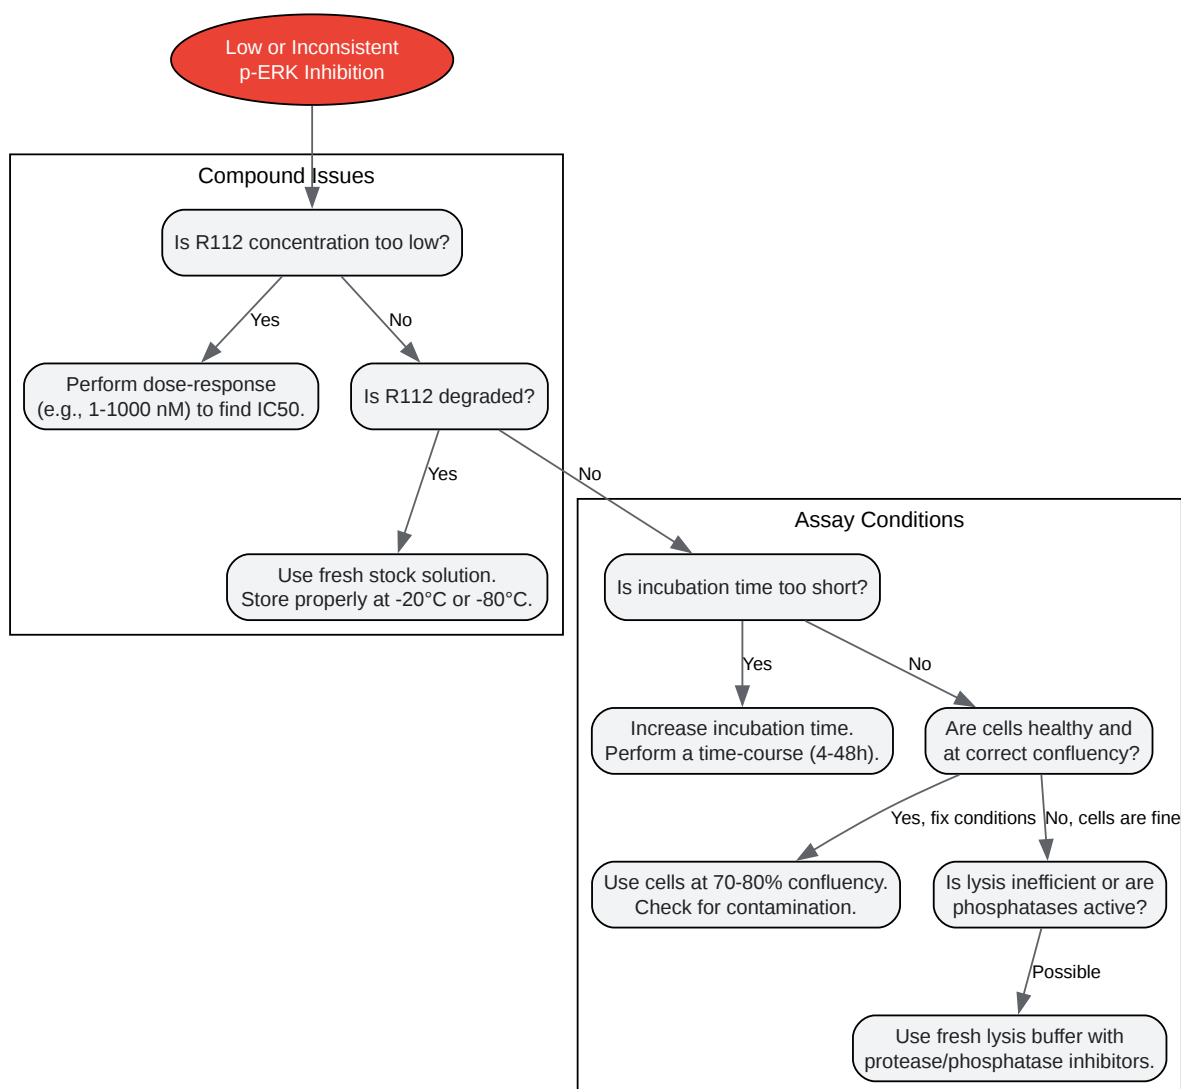 Low or Inconsistent
p-ERK Inhibition
Compound Issues
Is R112 concentration too low?
Yes
No
Perform dose-response
(e.g., 1-1000 nM) to find IC50.
Is R112 degraded?
Yes
No
Use fresh stock solution.
Store properly at -20°C or -80°C.
Assay Conditions
Is incubation time too short?
Yes
No
Increase incubation time.
Perform a time-course (4-48h).
Are cells healthy and
at correct confluency?
Yes, fix conditions
No, cells are fine
Use cells at 70-80% confluency.
Check for contamination.
Is lysis inefficient or are
phosphatases active?
Possible
Use fresh lysis buffer with
protease/phosphatase inhibitors.